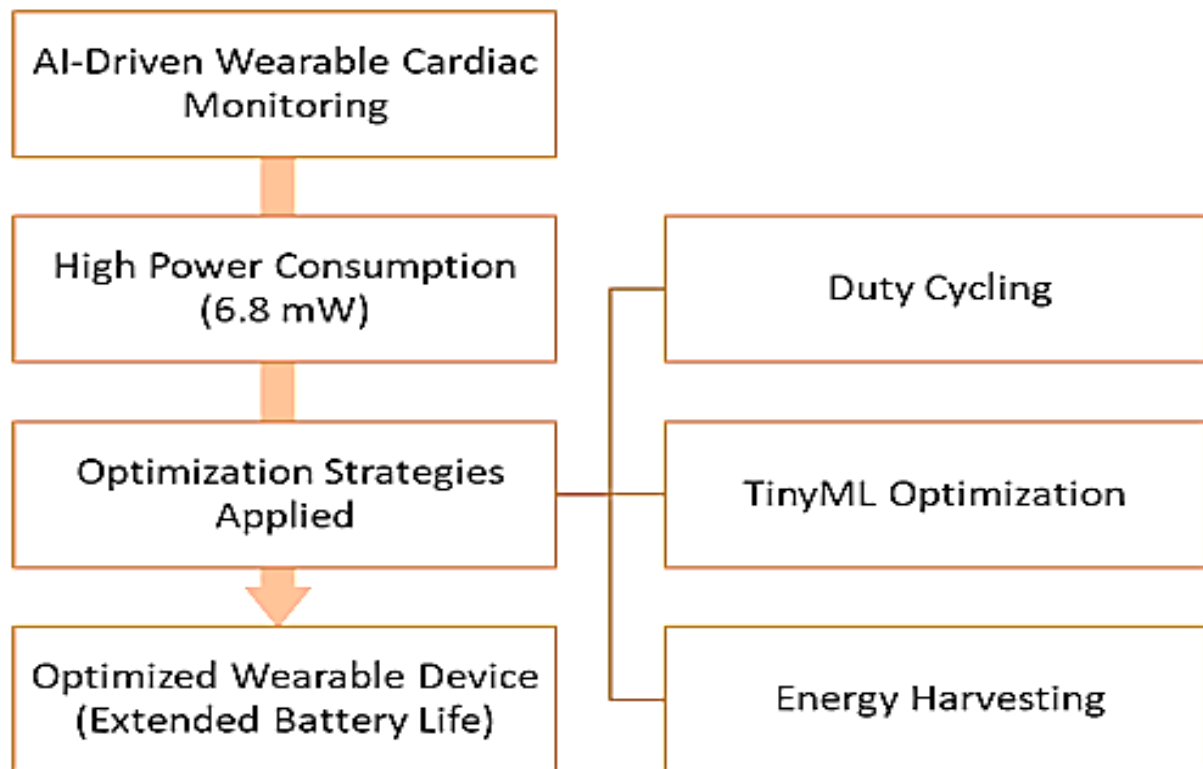 AI-Driven Wearable Cardiac
Monitoring
High Power Consumption
(6.8 mW)
Optimization Strategies
Applied
Optimized Wearable Device
(Extended Battery Life)
Duty Cycling
TinyML Optimization
Energy Harvesting